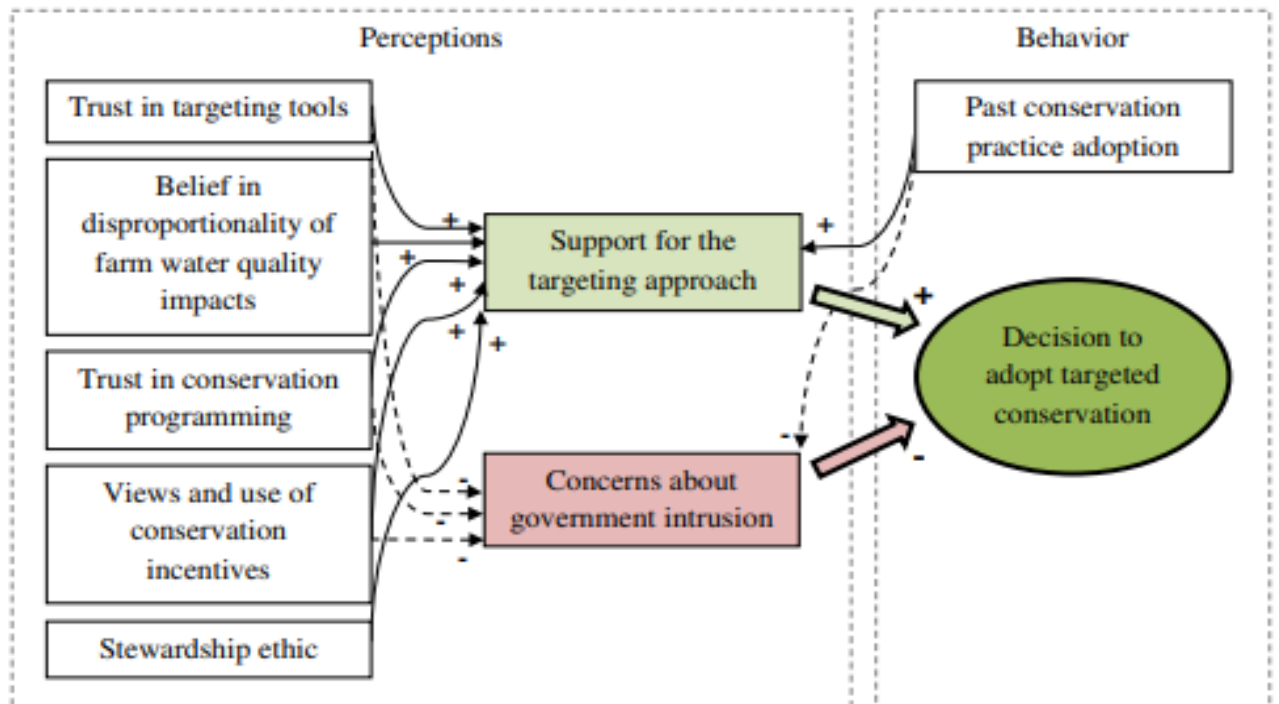 Perceptions
Behavior
Trust in targeting tools
Belief in
disproportionality of
farm water quality
impacts
Trust in conservation
programming
Views and use of
conservation
incentives
Stewardship ethic
+
+
+
+
+
Support for the
targeting approach
-
-
-
Concerns about
government intrusion
Past conservation
practice adoption
+
-
+
-
Decision to
adopt targeted
conservation